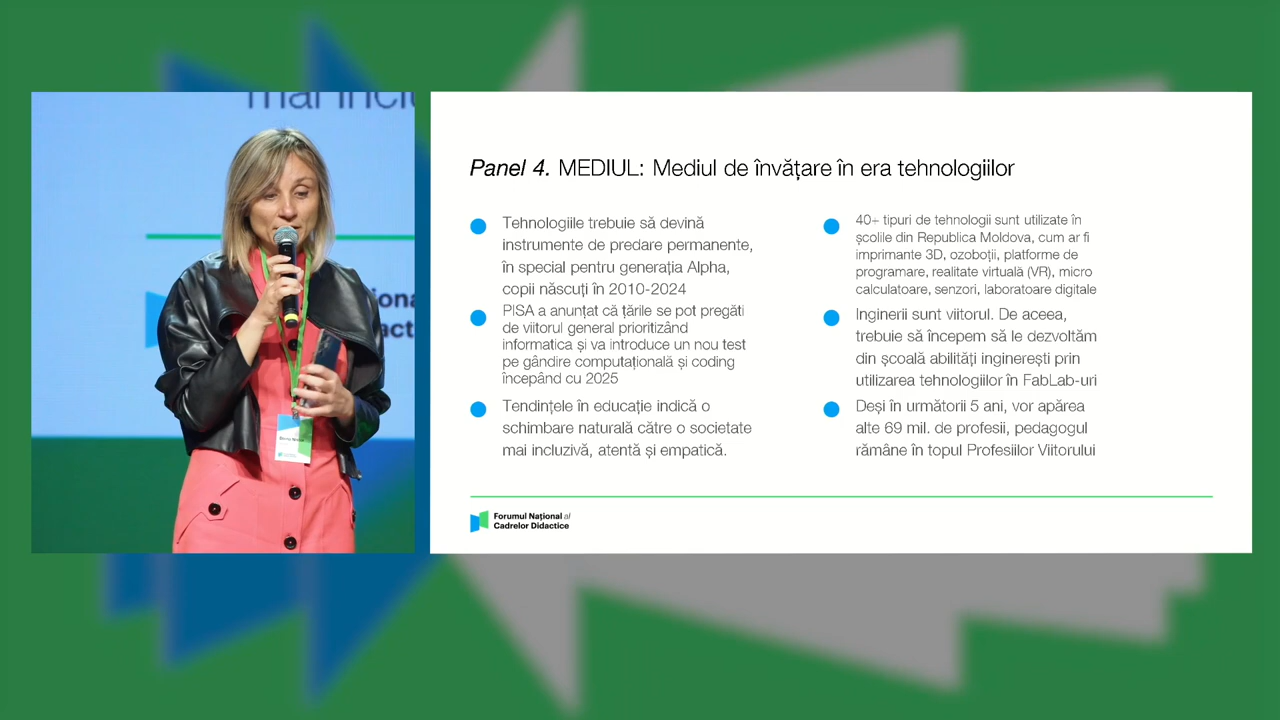 mai inclu
Panel 4. MEDIUL: Mediul de învățare în era tehnologiilor
Tehnologiile trebuie să devină
instrumente de predare permanente,
în special pentru generația Alpha,
copii născuți în 2010-2024
PISA a anunțat că țările se pot pregăti
de viitorul general prioritizând
informatica și va introduce un nou test
pe gândire computațională și coding
începând cu 2025
Tendințele în educație indică o
schimbare naturală către o societate
mai incluzivă, atentă și empatică.
40+ tipuri de tehnologii sunt utilizate în
școlile din Republica Moldova, cum ar fi
imprimante 3D, ozoboții, platforme de
programare, realitate virtuală (VR), micro
calculatoare, senzori, laboratoare digitale
Inginerii sunt viitorul. De aceea,
trebuie să începem să le dezvoltăm
din școală abilități inginerești prin
utilizarea tehnologiilor în FabLab-uri
Deși în următorii 5 ani, vor apărea
alte 69 mil. de profesii, pedagogul
rămâne în topul Profesiilor Viitorului
Forumul Național al
Cadrelor Didactice